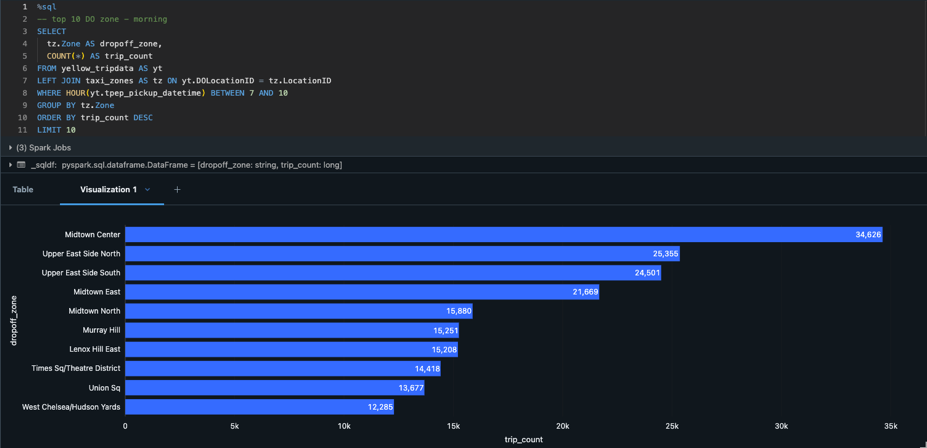 1 %sql
2 -- top 10 DO zone - morning
3 SELECT
4 tz.Zone AS dropoff_zone,
5 COUNT(*) AS trip_count
6 FROM yellow_tripdata AS yt
7 LEFT JOIN taxi_zones AS tz ON yt.DOLocationID = tz.LocationID
8 WHERE HOUR(yt.tpep_pickup_datetime) BETWEEN 7 AND 10
9 GROUP BY tz.Zone
10 ORDER BY trip_count DESC
11 LIMIT 10
(3) Spark Jobs
_sqldf: pyspark.sql.dataframe.DataFrame = [dropoff_zone: string, trip_count: long]
Table Visualization 1 +
dropoff_zone
Midtown Center 34,626
Upper East Side North 25,355
Upper East Side South 24,501
Midtown East 21,669
Midtown North 15,880
Murray Hill 15,251
Lenox Hill East 15,208
Times Sq/Theatre District 14,418
Union Sq 13,677
West Chelsea/Hudson Yards 12,285
0 5k 10k 15k 20k 25k 30k 35k
trip_count